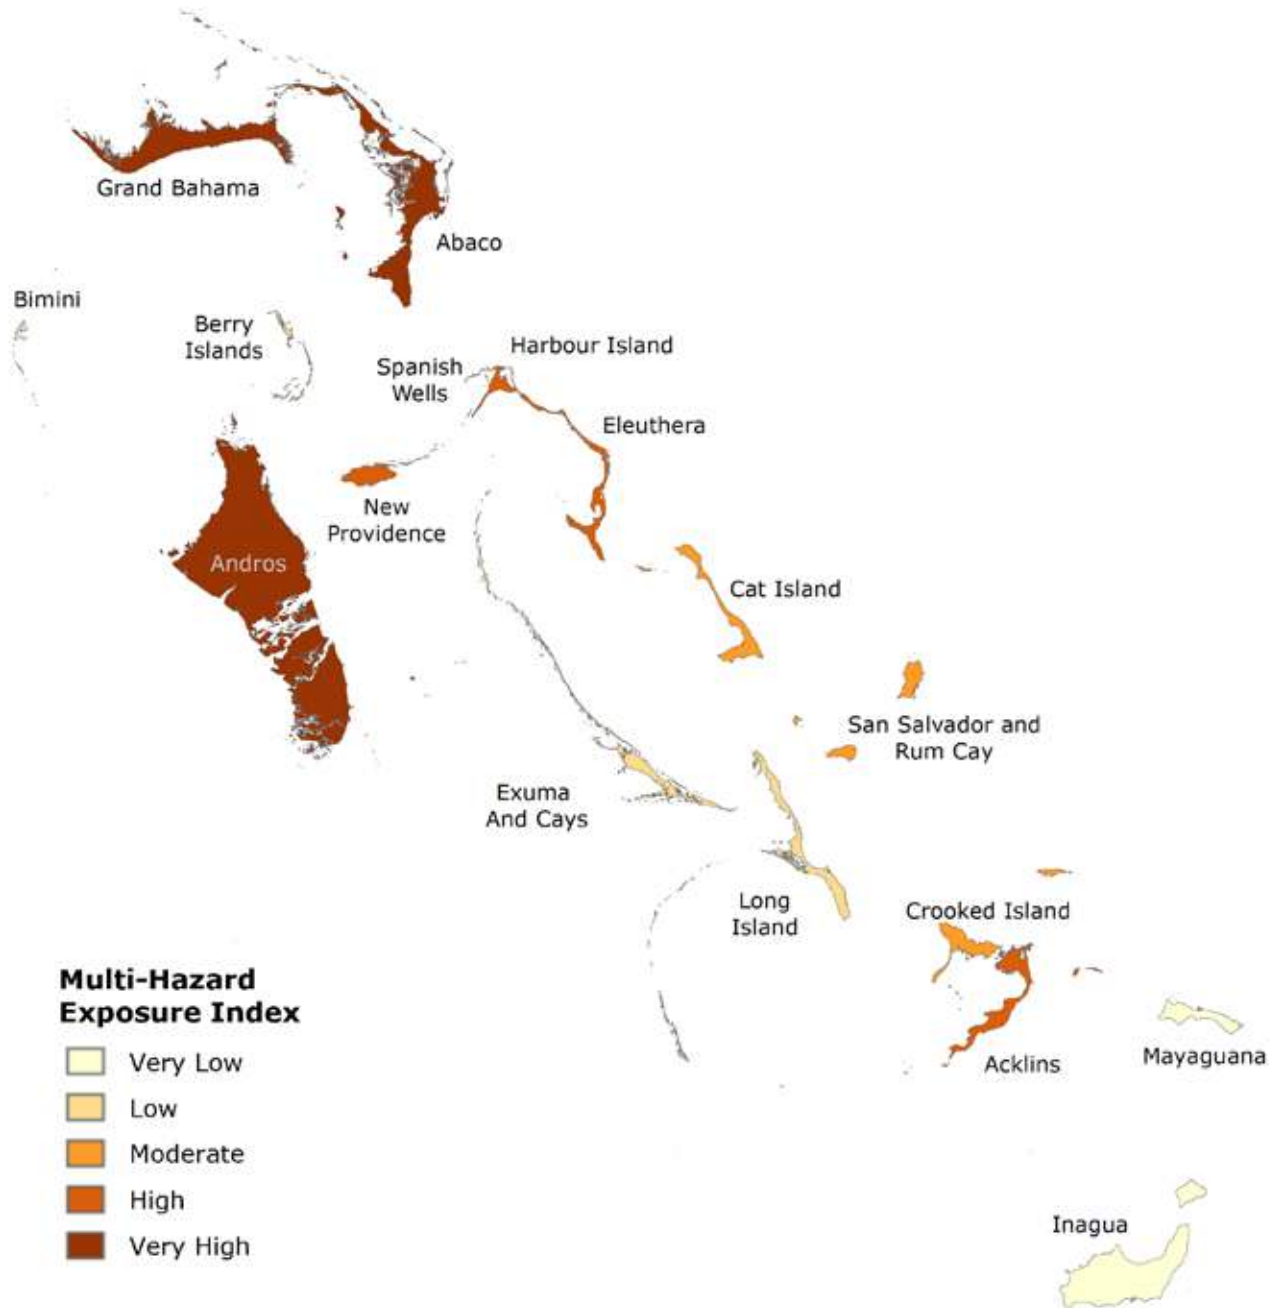 Grand Bahama
Abaco
Bimini
Berry
Islands
Harbour Island
Spanish
Wells
Eleuthera
New
Providence
Andros
Cat Island
San Salvador and
Rum Cay
Exuma
And Cays
Long
Island
Crooked Island
Acklins
Mayaguana
Inagua
Multi-Hazard
Exposure Index
Very Low
Low
Moderate
High
Very High